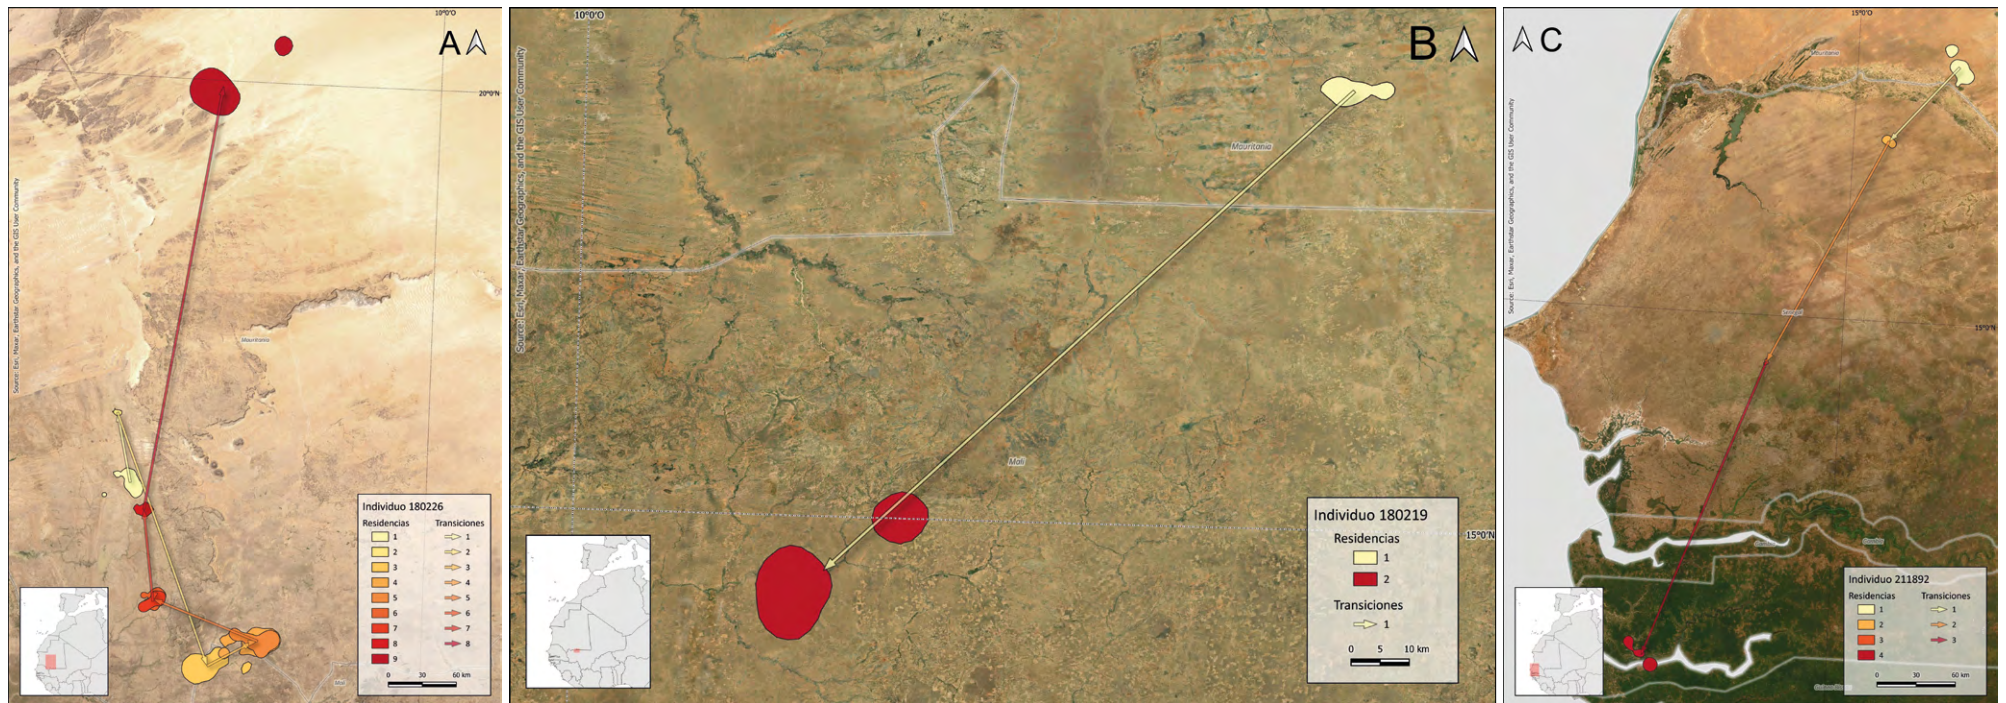 10°0'O
A
20°0'N
Source: Esri, Maxar, Earthstar Geographics, and the GIS User Community
Mauritania
Mali
Individuo 180226
Residencias Transiciones
1 1
2 2
3 3
4 4
5 5
6 6
7 7
8 8
9
0 30 60 km
10°0'O
B
Source: Esri, Maxar, Earthstar Geographics, and the GIS User Community
Mauritania
Mali
15°0'N
Individuo 180219
Residencias
1
2
Transiciones
1
0 5 10 km
15°0'O
C
Mauritania
Source: Esri, Maxar, Earthstar Geographics, and the GIS User Community
Senegal
15°0'N
Individuo 211892
Residencias Transiciones
1 1
2 2
3 3
4
0 30 60 km